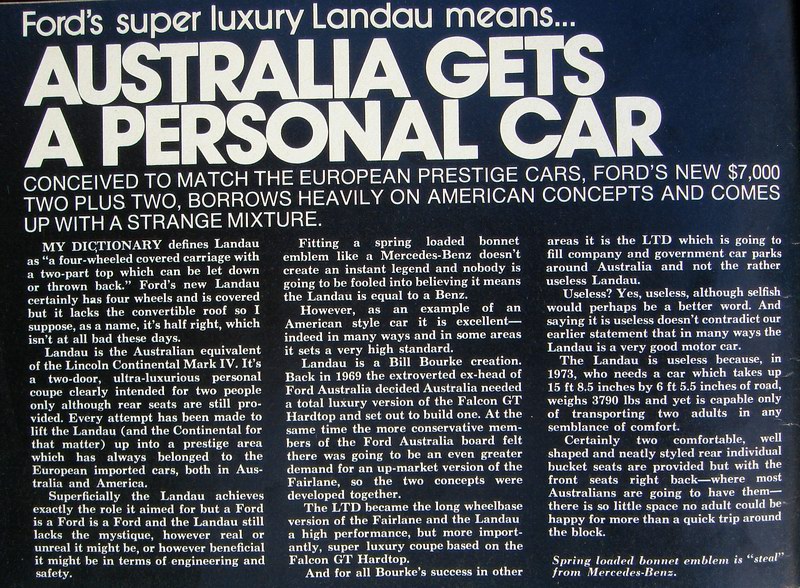 Ford's super luxury Landau means...
AUSTRALIA GETS
A PERSONAL CAR
CONCEIVED TO MATCH THE EUROPEAN PRESTIGE CARS, FORD'S NEW $7,000
TWO PLUS TWO, BORROWS HEAVILY ON AMERICAN CONCEPTS AND COMES
UP WITH A STRANGE MIXTURE.
MY DICTIONARY defines Landau
as "a four-wheeled covered carriage with
a two-part top which can be let down
or thrown back." Ford's new Landau
certainly has four wheels and is covered
but it lacks the convertible roof so I
suppose, as a name, it's half right, which
isn't at all bad these days.
Landau is the Australian equivalent
of the Lincoln Continental Mark IV. It's
a two-door, ultra-luxurious personal
coupe clearly intended for two people
only although rear seats are still pro-
vided. Every attempt has been made to
lift the Landau (and the Continental for
that matter) up into a prestige area
which has always belonged to the
European imported cars, both in Aus-
tralia and America.
Superficially the Landau achieves
exactly the role it aimed for but a Ford
is a Ford is a Ford and the Landau still
lacks the mystique, however real or
unreal it might be, or however beneficial
it might be in terms of engineering and
safety.
Fitting a spring loaded bonnet
emblem like a Mercedes-Benz doesn't
create an instant legend and nobody is
going to be fooled into believing it means
the Landau is equal to a Benz.
However, as an example of an
American style car it is excellent—
indeed in many ways and in some areas
it sets a very high standard.
Landau is a Bill Bourke creation.
Back in 1969 the extroverted ex-head of
Ford Australia decided Australia needed
a total luxury version of the Falcon GT
Hardtop and set out to build one. At the
same time the more conservative mem-
bers of the Ford Australia board felt
there was going to be an even greater
demand for an up-market version of the
Fairlane, so the two concepts were
developed together.
The LTD became the long wheelbase
version of the Fairlane and the Landau
a high performance, but more import-
antly, super luxury coupe based on the
Falcon GT Hardtop.
And for all Bourke's success in other
areas it is the LTD which is going to
fill company and government car parks
around Australia and not the rather
useless Landau.
Useless? Yes, useless, although selfish
would perhaps be a better word. And
saying it is useless doesn't contradict our
earlier statement that in many ways the
Landau is a very good motor car.
The Landau is useless because, in
1973, who needs a car which takes up
15 ft 8.5 inches by 6 ft 5.5 inches of road,
weighs 3790 lbs and yet is capable only
of transporting two adults in any
semblance of comfort.
Certainly two comfortable, well
shaped and neatly styled rear individual
bucket seats are provided but with the
front seats right back—where most
Australians are going to have them—
there is so little space no adult could be
happy for more than a quick trip around
the block.
Spring loaded bonnet emblem is "steal"
from Mercedes-Benz.